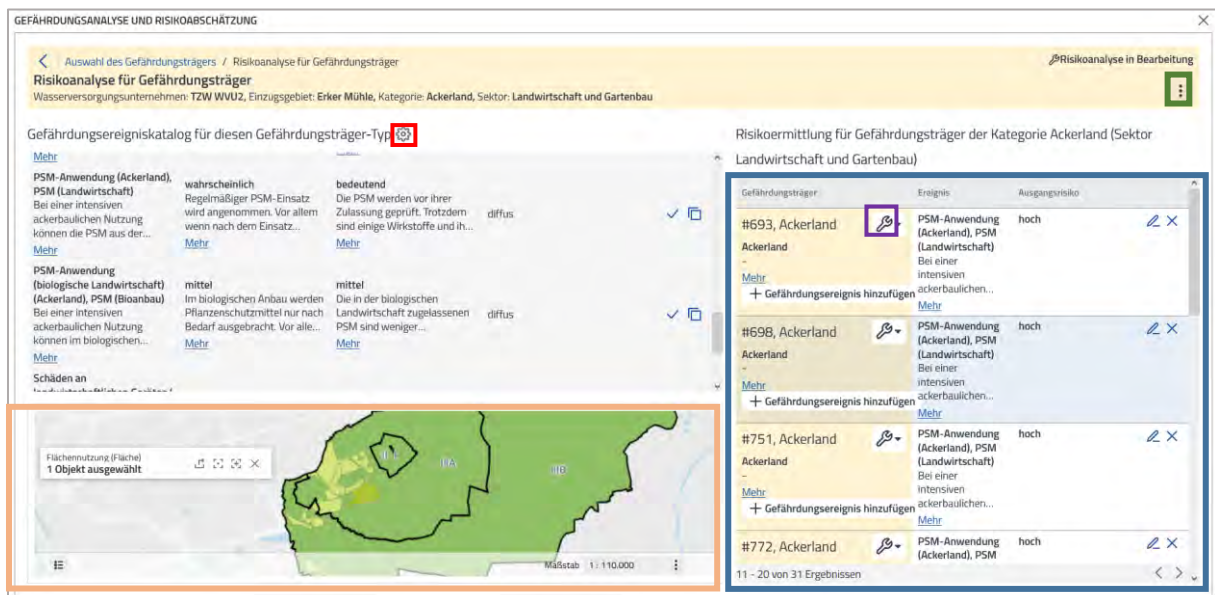 GEFÄHRDUNGSANALYSE UND RISIKOABSCHÄTZUNG
Auswahl des Gefährdungsträgers / Risikoanalyse für Gefährdungsträger
Risikoanalyse in Bearbeitung
Risikoanalyse für Gefährdungsträger
Wasserversorgungsunternehmen: TZW WVU2, Einzugsgebiet: Erker Mühle, Kategorie: Ackerland, Sektor: Landwirtschaft und Gartenbau
Gefährdungsereigniskatalog für diesen Gefährdungsträger-Typ
Mehr
PSM-Anwendung (Ackerland),
PSM (Landwirtschaft)
Bei einer intensiven
ackerbaulichen Nutzung
können die PSM aus der...
Mehr
wahrscheinlich
Regelmäßiger PSM-Einsatz
wird angenommen. Vor allem
wenn nach dem Einsatz...
Mehr
bedeutend
Die PSM werden vor ihrer
Zulassung geprüft. Trotzdem
sind einige Wirkstoffe und ih...
Mehr
diffus
PSM-Anwendung
(biologische Landwirtschaft)
(Ackerland), PSM (Bioanbau)
Bei einer intensiven
ackerbaulichen Nutzung
können im biologischen...
Mehr
mittel
Im biologischen Anbau werden
Pflanzenschutzmittel nur nach
Bedarf ausgebracht. Vor alle...
Mehr
mittel
Die in der biologischen
Landwirtschaft zugelassenen
PSM sind weniger...
Mehr
diffus
Schäden an
Flächennutzung (Fläche)
1 Objekt ausgewählt
IIIA
IIIB
Maßstab 1 : 110.000
Risikoermittlung für Gefährdungsträger der Kategorie Ackerland (Sektor
Landwirtschaft und Gartenbau)
Gefährdungsträger Ereignis Ausgangsrisiko
#693, Ackerland
Ackerland
-
Mehr
+ Gefährdungsereignis hinzufügen
PSM-Anwendung
(Ackerland), PSM
(Landwirtschaft)
Bei einer
intensiven
ackerbaulichen...
Mehr
hoch
#698, Ackerland
Ackerland
-
Mehr
+ Gefährdungsereignis hinzufügen
PSM-Anwendung
(Ackerland), PSM
(Landwirtschaft)
Bei einer
intensiven
ackerbaulichen...
Mehr
hoch
#751, Ackerland
Ackerland
-
Mehr
+ Gefährdungsereignis hinzufügen
PSM-Anwendung
(Ackerland), PSM
(Landwirtschaft)
Bei einer
intensiven
ackerbaulichen...
Mehr
hoch
#772, Ackerland
PSM-Anwendung
(Ackerland), PSM
hoch
11 - 20 von 31 Ergebnissen